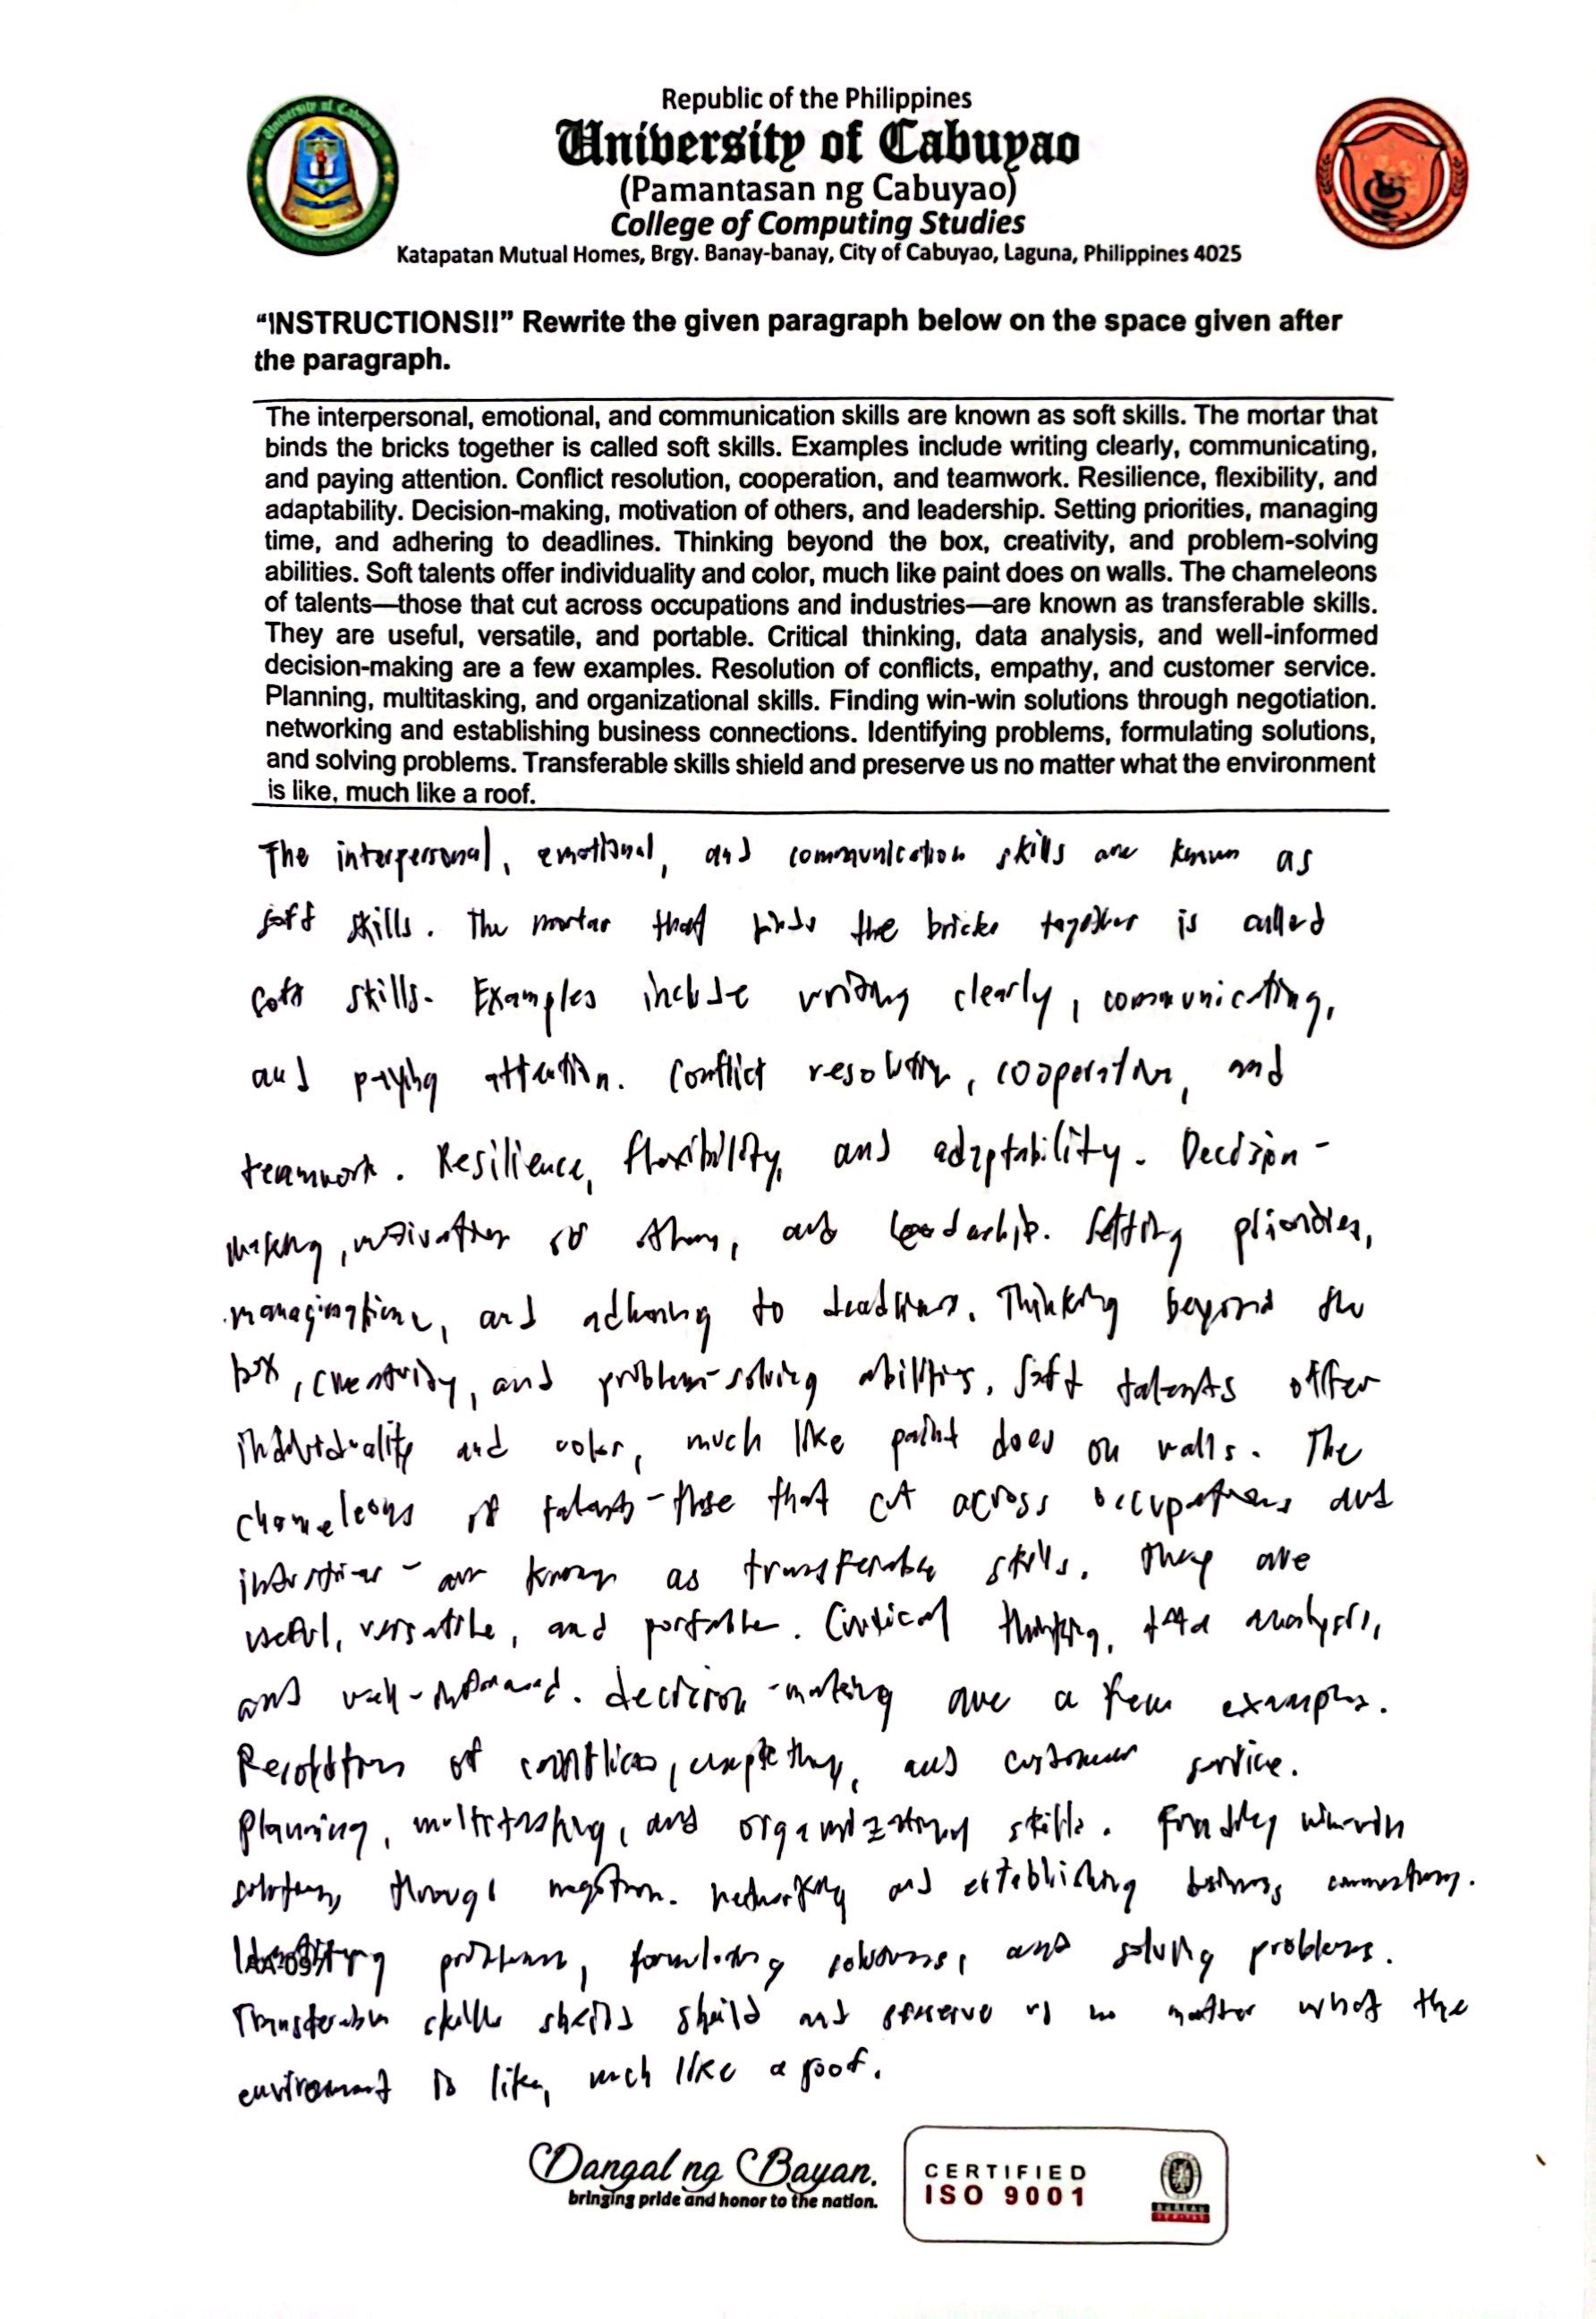 Republic of the Philippines
University of Cabuyao
(Pamantasan ng Cabuyao)
College of Computing Studies
Katapatan Mutual Homes, Brgy. Banay-banay, City of Cabuyao, Laguna, Philippines 4025
“INSTRUCTIONS!!” Rewrite the given paragraph below on the space given after
the paragraph.
The interpersonal, emotional, and communication skills are known as soft skills. The mortar that
binds the bricks together is called soft skills. Examples include writing clearly, communicating,
and paying attention. Conflict resolution, cooperation, and teamwork. Resilience, flexibility, and
adaptability. Decision-making, motivation of others, and leadership. Setting priorities, managing
time, and adhering to deadlines. Thinking beyond the box, creativity, and problem-solving
abilities. Soft talents offer individuality and color, much like paint does on walls. The chameleons
of talents—those that cut across occupations and industries—are known as transferable skills.
They are useful, versatile, and portable. Critical thinking, data analysis, and well-informed
decision-making are a few examples. Resolution of conflicts, empathy, and customer service.
Planning, multitasking, and organizational skills. Finding win-win solutions through negotiation.
networking and establishing business connections. Identifying problems, formulating solutions,
and solving problems. Transferable skills shield and preserve us no matter what the environment
is like, much like a roof.
The interpersonal, emotional, and communication skills are known as
soft skills. The mortar that binds the bricks together is called
soft skills. Examples include writing clearly, communicating,
and paying attention. Conflict resolution, cooperation, and
teamwork. Resilience, flexibility, and adaptability. Decision-
making, motivation of others, and leadership. Setting priorities,
managing time, and adhering to deadlines. Thinking beyond the
box, creativity, and problem-solving abilities. Soft talents offer
individuality and color, much like paint does on walls. The
chameleons of talents-those that cut across occupations and
industries - are known as transferable skills. They are
useful, versatile, and portable. Critical thinking, data analysis,
and well-informed. decision-making are a few examples.
Resolution of conflicts, empathy, and customer service.
Planning, multitasking, and organizational skills. Finding win-win
solutions through negotiation. networking and establishing business connections.
Identifying problems, formulating solutions, and solving problems.
Transferable skills shield and preserve us no matter what the
environment is like, much like a roof.
Dangal ng Bayan.
bringing pride and honor to the nation.
CERTIFIED
ISO 9001
BUREAU
VERITAS